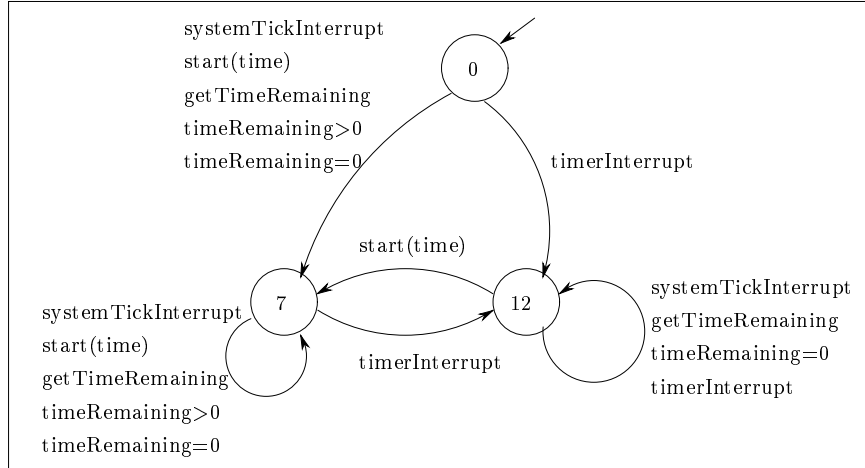 systemTickInterrupt
start(time)
getTimeRemaining
timeRemaining>0
timeRemaining=0
0
timerInterrupt
start(time)
7
12
timerInterrupt
systemTickInterrupt
start(time)
getTimeRemaining
timeRemaining>0
timeRemaining=0
systemTickInterrupt
getTimeRemaining
timeRemaining=0
timerInterrupt